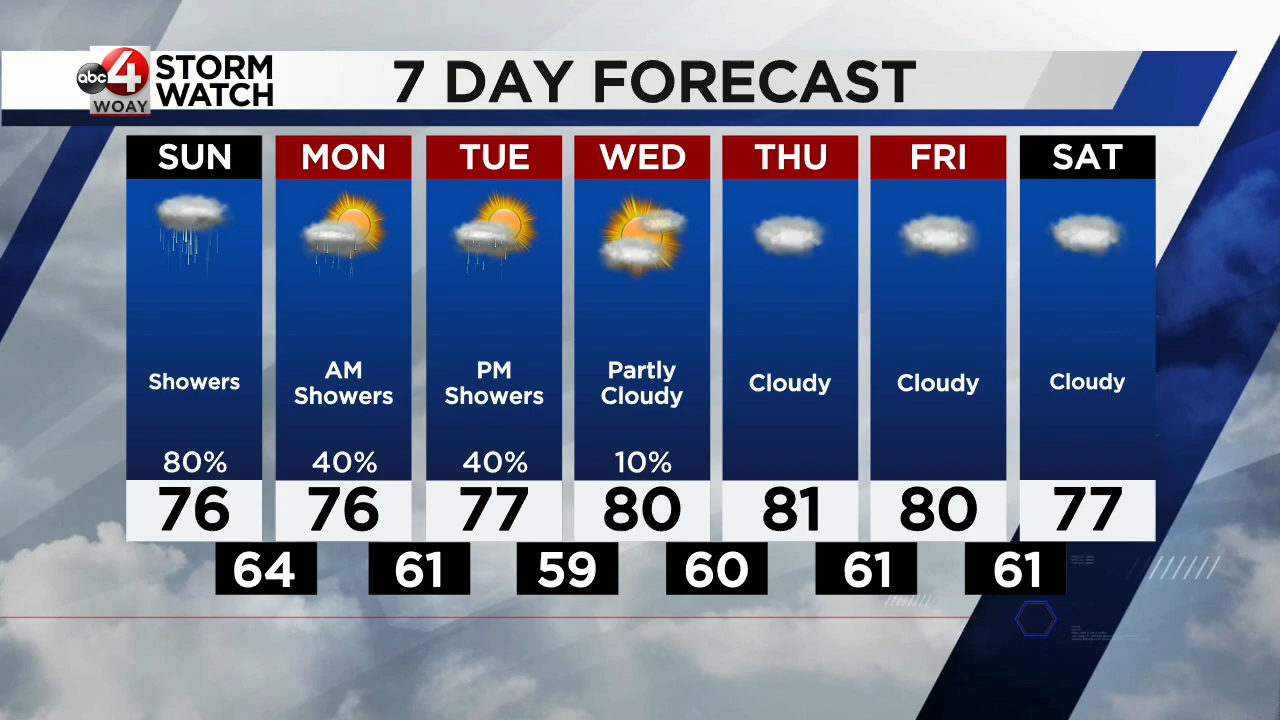 abc 4 WOAY
STORM
WATCH
7 DAY FORECAST
SUN MON TUE WED THU FRI SAT
Showers
AM
Showers
PM
Showers
Partly
Cloudy
Cloudy
Cloudy
Cloudy
80% 40% 40% 10%
76 76 77 80 81 80 77
64 61 59 60 61 61